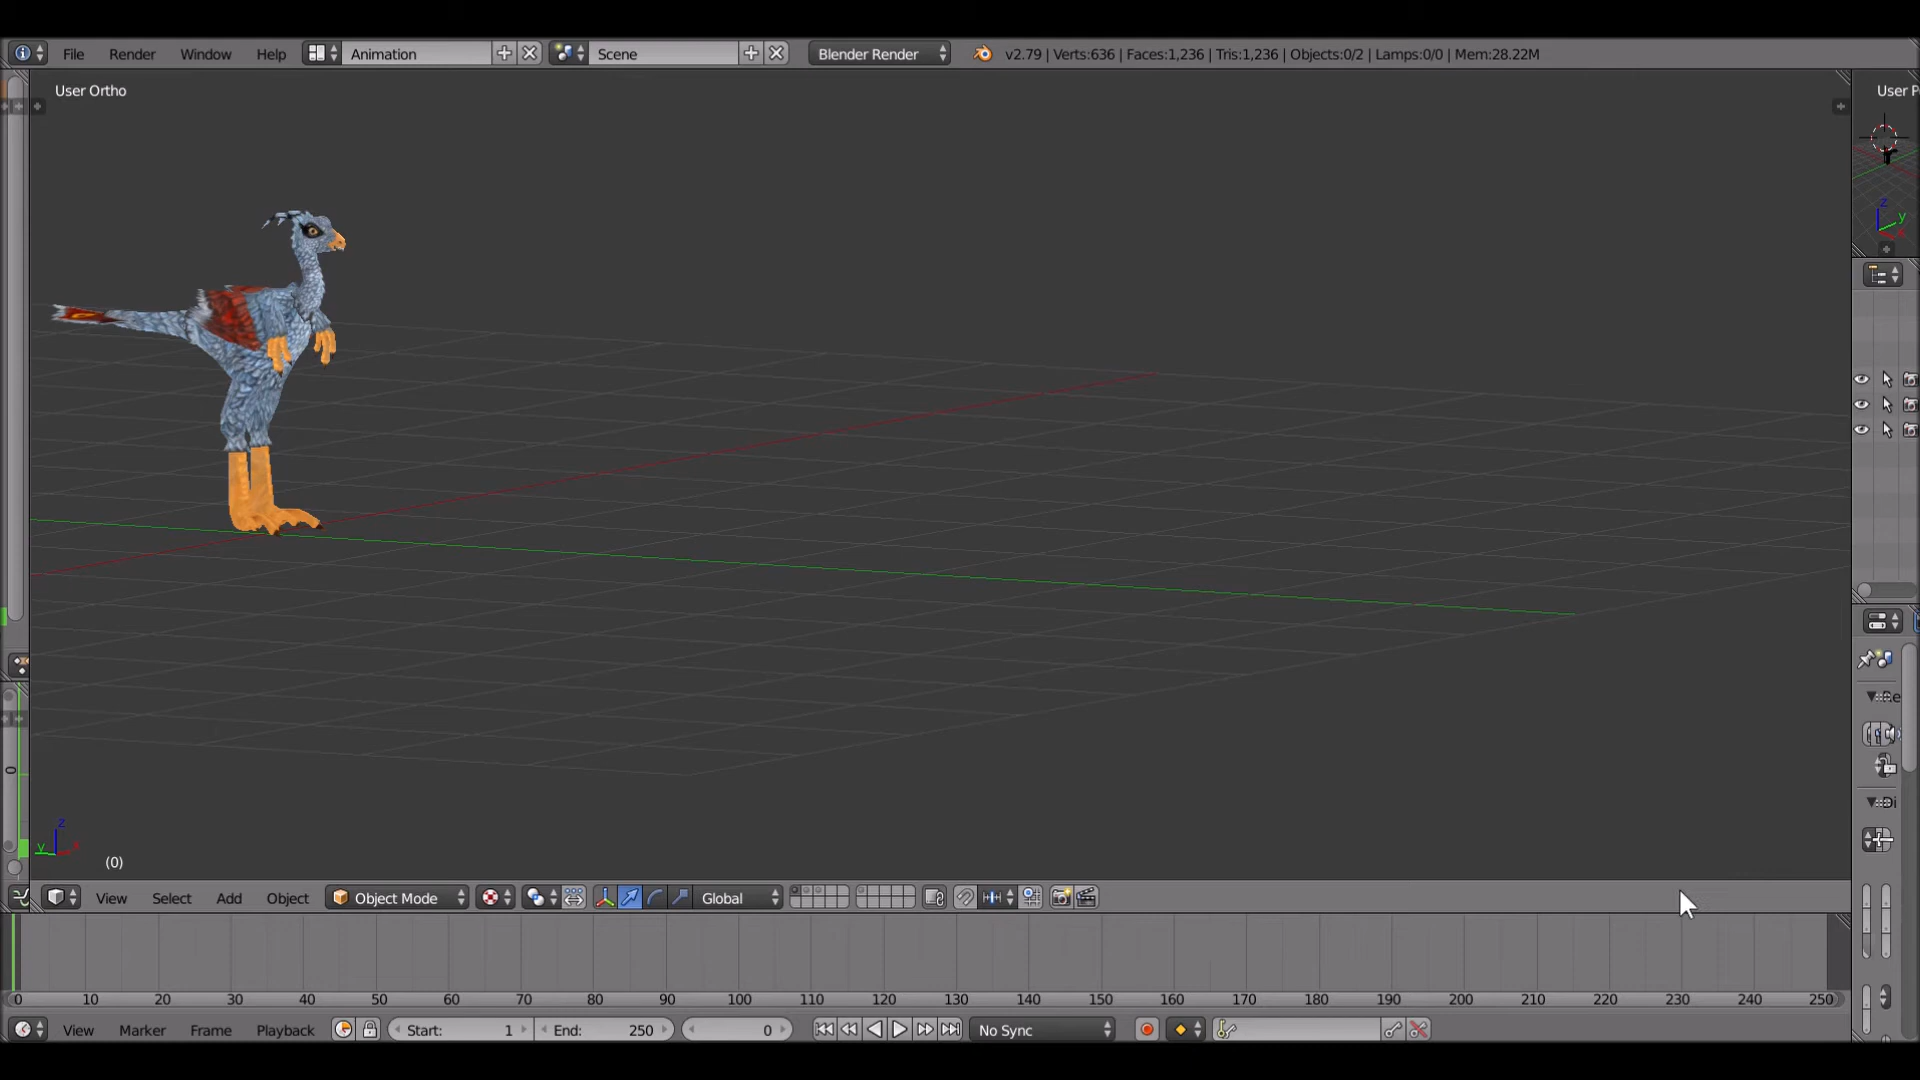 File Render Window Help Animation Scene Blender Render v2.79 | Verts:636 | Faces:1,236 | Tris:1,236 | Objects:0/2 | Lamps:0/0 | Mem:28.22M
User Ortho
User P
z
y
0
z
y x
(0)
View Select Add Object Object Mode Global
0 10 20 30 40 50 60 70 80 90 100 110 120 130 140 150 160 170 180 190 200 210 220 230 240 250
View Marker Frame Playback Start: 1 End: 250 0 No Sync